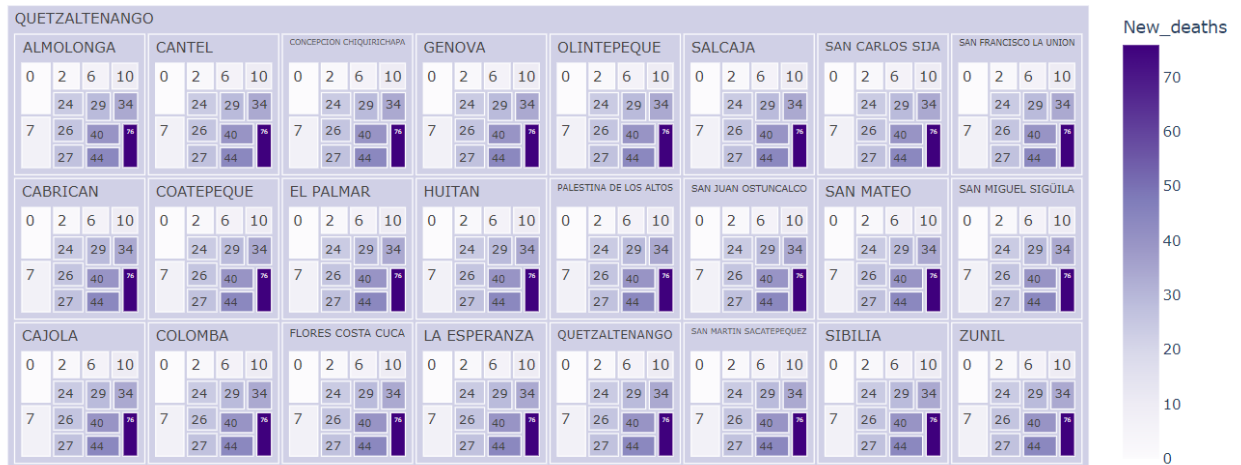 QUETZALTENANGO
New_deaths
ALMOLONGA CANTEL CONCEPCION CHIQUIRICHAPA GENOVA OLINTEPEQUE SALCAJA SAN CARLOS SIJA SAN FRANCISCO LA UNION
0 2 6 10 0 2 6 10 0 2 6 10 0 2 6 10 0 2 6 10 0 2 6 10 0 2 6 10 0 2 6 10 70
24 29 34 24 29 34 24 29 34 24 29 34 24 29 34 24 29 34 24 29 34 24 29 34
7 26 40 76 7 26 40 76 7 26 40 76 7 26 40 76 7 26 40 76 7 26 40 76 7 26 40 76 7 26 40 76 60
27 44 27 44 27 44 27 44 27 44 27 44 27 44 27 44
CABRICAN COATEPEQUE EL PALMAR HUITAN PALESTINA DE LOS ALTOS SAN JUAN OSTUNCALCO SAN MATEO SAN MIGUEL SIGÜILA 50
0 2 6 10 0 2 6 10 0 2 6 10 0 2 6 10 0 2 6 10 0 2 6 10 0 2 6 10 0 2 6 10
24 29 34 24 29 34 24 29 34 24 29 34 24 29 34 24 29 34 24 29 34 24 29 34 40
7 26 40 76 7 26 40 76 7 26 40 76 7 26 40 76 7 26 40 76 7 26 40 76 7 26 40 76 7 26 40 76
27 44 27 44 27 44 27 44 27 44 27 44 27 44 27 44 30
CAJOLA COLOMBA FLORES COSTA CUCA LA ESPERANZA QUETZALTENANGO SAN MARTIN SACATEPEQUEZ SIBILIA ZUNIL
0 2 6 10 0 2 6 10 0 2 6 10 0 2 6 10 0 2 6 10 0 2 6 10 0 2 6 10 0 2 6 10 20
24 29 34 24 29 34 24 29 34 24 29 34 24 29 34 24 29 34 24 29 34 24 29 34 10
7 26 40 76 7 26 40 76 7 26 40 76 7 26 40 76 7 26 40 76 7 26 40 76 7 26 40 76 7 26 40 76
27 44 27 44 27 44 27 44 27 44 27 44 27 44 27 44 0